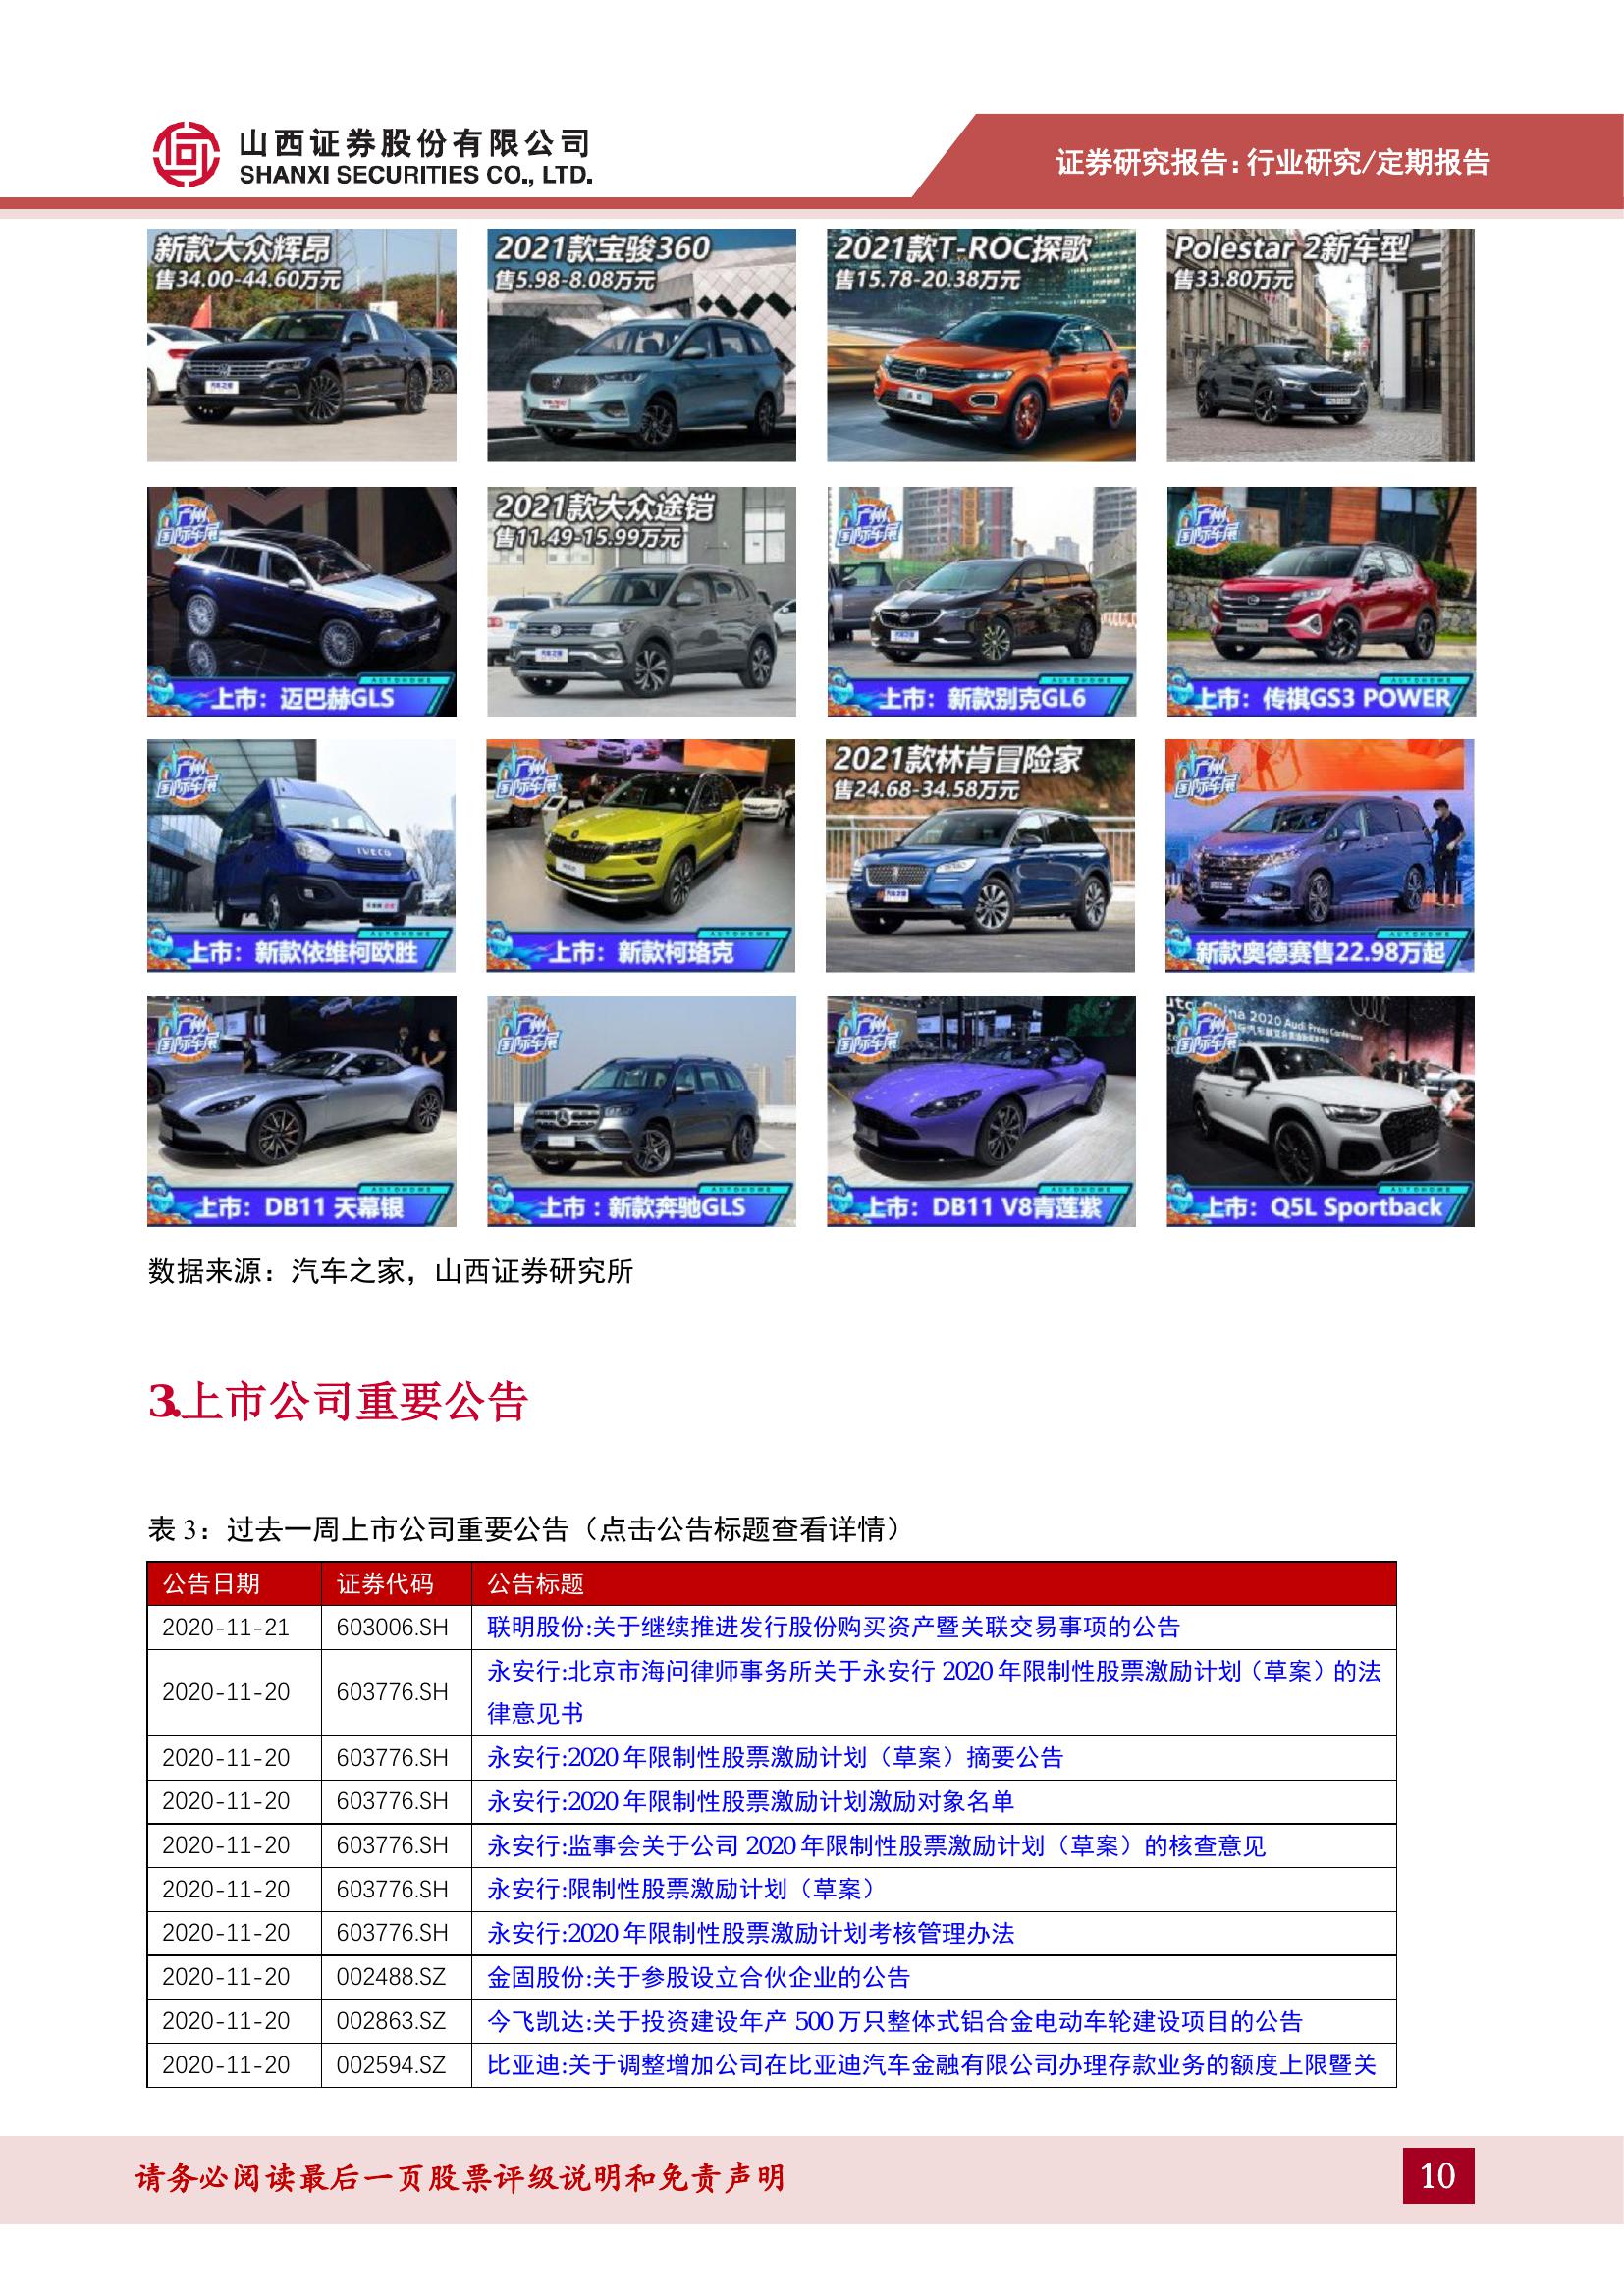 山西证券股份有限公司
SHANXI SECURITIES CO., LTD.
证券研究报告:行业研究/定期报告
新款大众辉昂
售34.00-44.60万元
2021款宝骏360
售5.98-8.08万元
2021款T-ROC探歌
售15.78-20.38万元
Polestar 2新车型
售33.80万元
广州
国际车展
AUTOHOME
上市：迈巴赫GLS
2021款大众途铠
售11.49-15.99万元
广州
国际车展
AUTOHOME
上市：新款别克GL6
广州
国际车展
AUTOHOME
上市：传祺GS3 POWER
广州
国际车展
IVECO
AUTOHOME
上市：新款依维柯欧胜
广州
国际车展
AUTOHOME
上市：新款柯珞克
2021款林肯冒险家
售24.68-34.58万元
广州
国际车展
AUTOHOME
新款奥德赛售22.98万起
广州
国际车展
AUTOHOME
上市：DB11 天幕银
广州
国际车展
AUTOHOME
上市：新款奔驰GLS
广州
国际车展
AUTOHOME
上市：DB11 V8青莲紫
2020 Audi Press Conference
广州
国际车展
AUTOHOME
上市：Q5L Sportback
数据来源：汽车之家，山西证券研究所
3.上市公司重要公告
表 3：过去一周上市公司重要公告（点击公告标题查看详情）
公告日期 证券代码 公告标题
2020-11-21 603006.SH 联明股份:关于继续推进发行股份购买资产暨关联交易事项的公告
2020-11-20 603776.SH 永安行:北京市海问律师事务所关于永安行 2020 年限制性股票激励计划（草案）的法
律意见书
2020-11-20 603776.SH 永安行:2020 年限制性股票激励计划（草案）摘要公告
2020-11-20 603776.SH 永安行:2020 年限制性股票激励计划激励对象名单
2020-11-20 603776.SH 永安行:监事会关于公司 2020 年限制性股票激励计划（草案）的核查意见
2020-11-20 603776.SH 永安行:限制性股票激励计划（草案）
2020-11-20 603776.SH 永安行:2020 年限制性股票激励计划考核管理办法
2020-11-20 002488.SZ 金固股份:关于参股设立合伙企业的公告
2020-11-20 002863.SZ 今飞凯达:关于投资建设年产 500 万只整体式铝合金电动车轮建设项目的公告
2020-11-20 002594.SZ 比亚迪:关于调整增加公司在比亚迪汽车金融有限公司办理存款业务的额度上限暨关
请务必阅读最后一页股票评级说明和免责声明
10